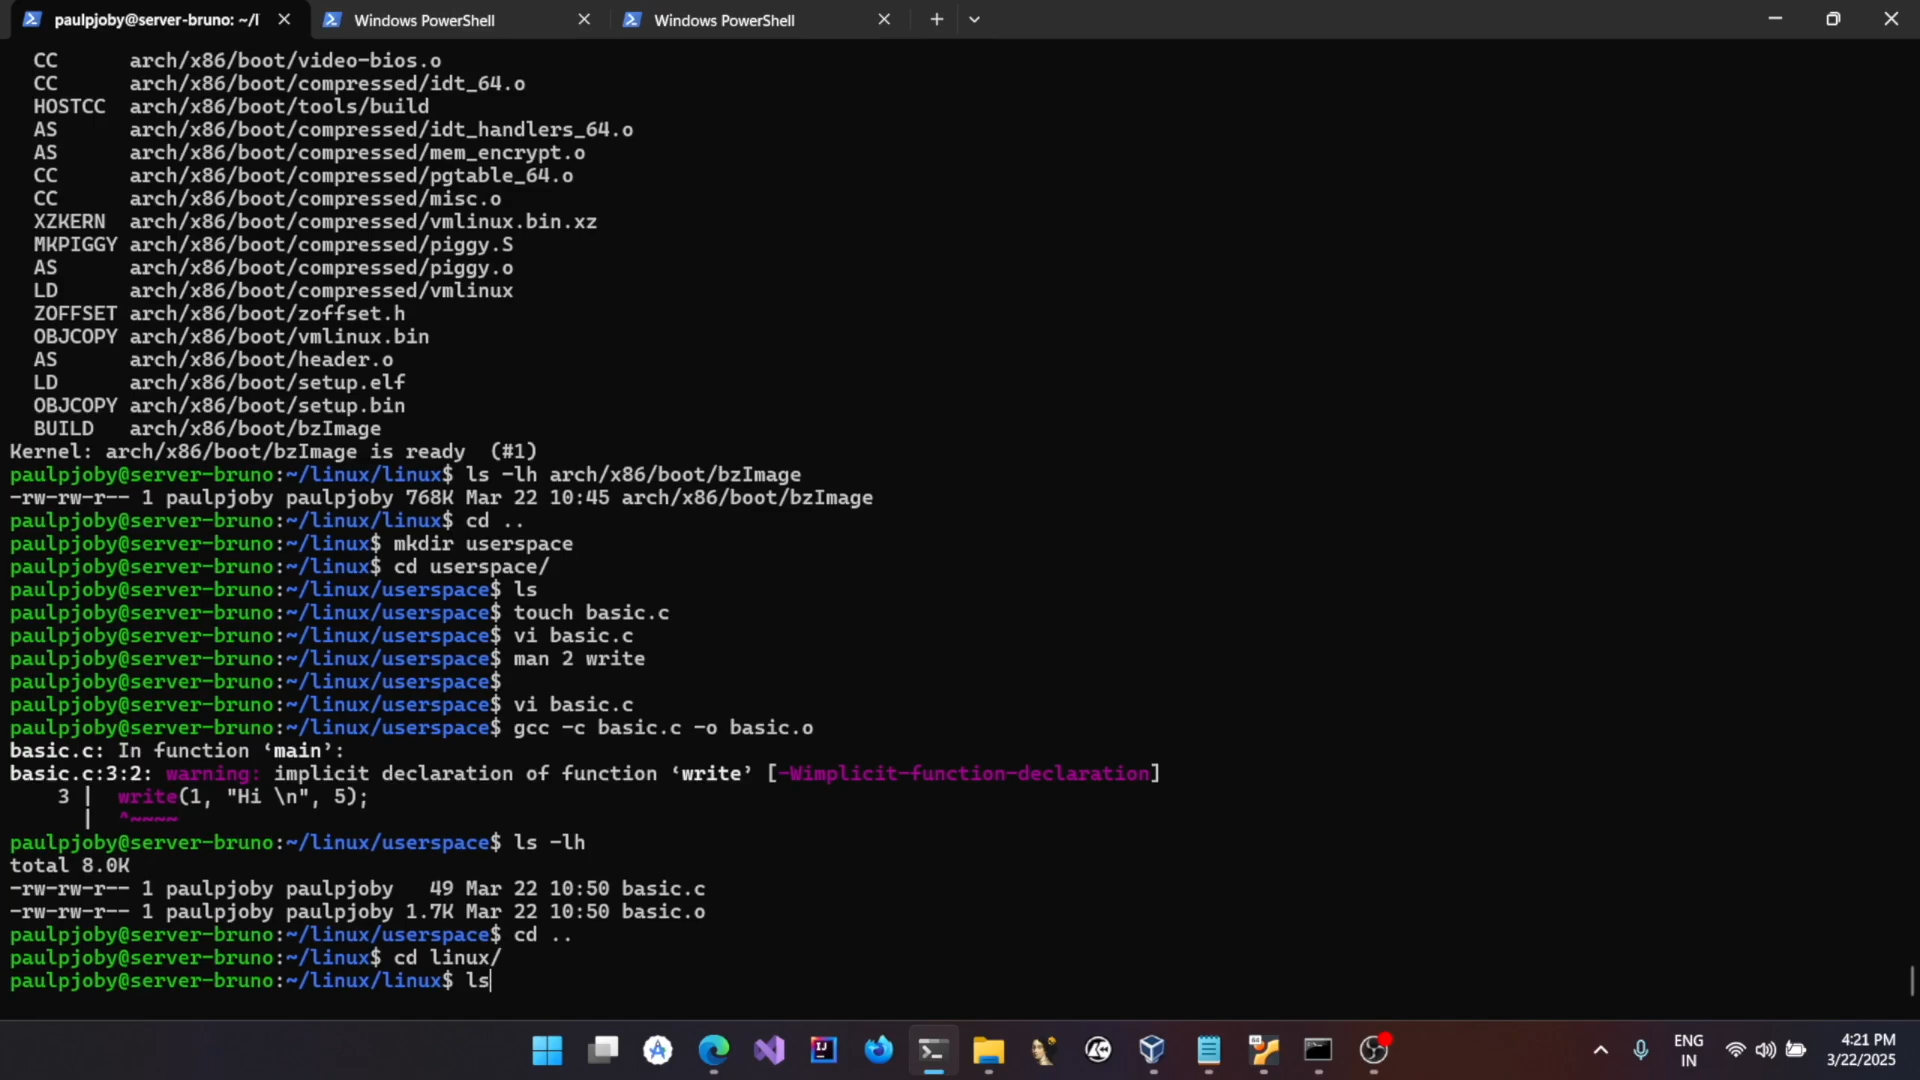 paulpjoby@server-bruno: ~/l
Windows PowerShell
Windows PowerShell
CC arch/x86/boot/video-bios.o
CC arch/x86/boot/compressed/idt_64.o
HOSTCC arch/x86/boot/tools/build
AS arch/x86/boot/compressed/idt_handlers_64.o
AS arch/x86/boot/compressed/mem_encrypt.o
CC arch/x86/boot/compressed/pgtable_64.o
CC arch/x86/boot/compressed/misc.o
XZKERN arch/x86/boot/compressed/vmlinux.bin.xz
MKPIGGY arch/x86/boot/compressed/piggy.S
AS arch/x86/boot/compressed/piggy.o
LD arch/x86/boot/compressed/vmlinux
ZOFFSET arch/x86/boot/zoffset.h
OBJCOPY arch/x86/boot/vmlinux.bin
AS arch/x86/boot/header.o
LD arch/x86/boot/setup.elf
OBJCOPY arch/x86/boot/setup.bin
BUILD arch/x86/boot/bzImage
Kernel: arch/x86/boot/bzImage is ready (#1)
paulpjoby@server-bruno:~/linux/linux$ ls -lh arch/x86/boot/bzImage
-rw-rw-r-- 1 paulpjoby paulpjoby 768K Mar 22 10:45 arch/x86/boot/bzImage
paulpjoby@server-bruno:~/linux/linux$ cd ..
paulpjoby@server-bruno:~/linux$ mkdir userspace
paulpjoby@server-bruno:~/linux$ cd userspace/
paulpjoby@server-bruno:~/linux/userspace$ ls
paulpjoby@server-bruno:~/linux/userspace$ touch basic.c
paulpjoby@server-bruno:~/linux/userspace$ vi basic.c
paulpjoby@server-bruno:~/linux/userspace$ man 2 write
paulpjoby@server-bruno:~/linux/userspace$
paulpjoby@server-bruno:~/linux/userspace$ vi basic.c
paulpjoby@server-bruno:~/linux/userspace$ gcc -c basic.c -o basic.o
basic.c: In function ‘main’:
basic.c:3:2: warning: implicit declaration of function ‘write’ [-Wimplicit-function-declaration]
3 | write(1, "Hi \n", 5);
| ^~~~~
paulpjoby@server-bruno:~/linux/userspace$ ls -lh
total 8.0K
-rw-rw-r-- 1 paulpjoby paulpjoby 49 Mar 22 10:50 basic.c
-rw-rw-r-- 1 paulpjoby paulpjoby 1.7K Mar 22 10:50 basic.o
paulpjoby@server-bruno:~/linux/userspace$ cd ..
paulpjoby@server-bruno:~/linux$ cd linux/
paulpjoby@server-bruno:~/linux/linux$ ls
ENG
IN
4:21 PM
3/22/2025